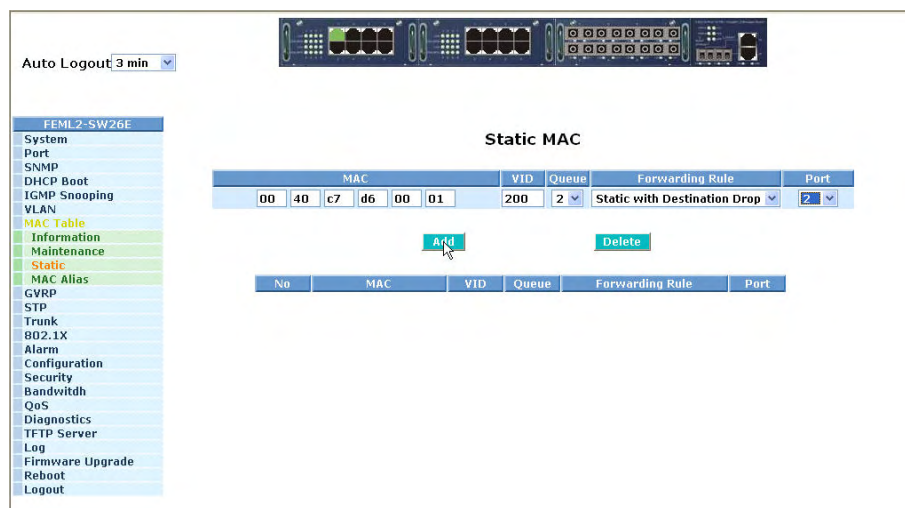 Auto Logout 3 min
FEML2-SW26E
System
Port
SNMP
DHCP Boot
IGMP Snooping
VLAN
MAC Table
Information
Maintenance
Static
MAC Alias
GVRP
STP
Trunk
802.1X
Alarm
Configuration
Security
Bandwitdh
QoS
Diagnostics
TFTP Server
Log
Firmware Upgrade
Reboot
Logout
Static MAC
MAC VID Queue Forwarding Rule Port
00 40 c7 d6 00 01 200 2 Static with Destination Drop 2
Add Delete
No MAC VID Queue Forwarding Rule Port